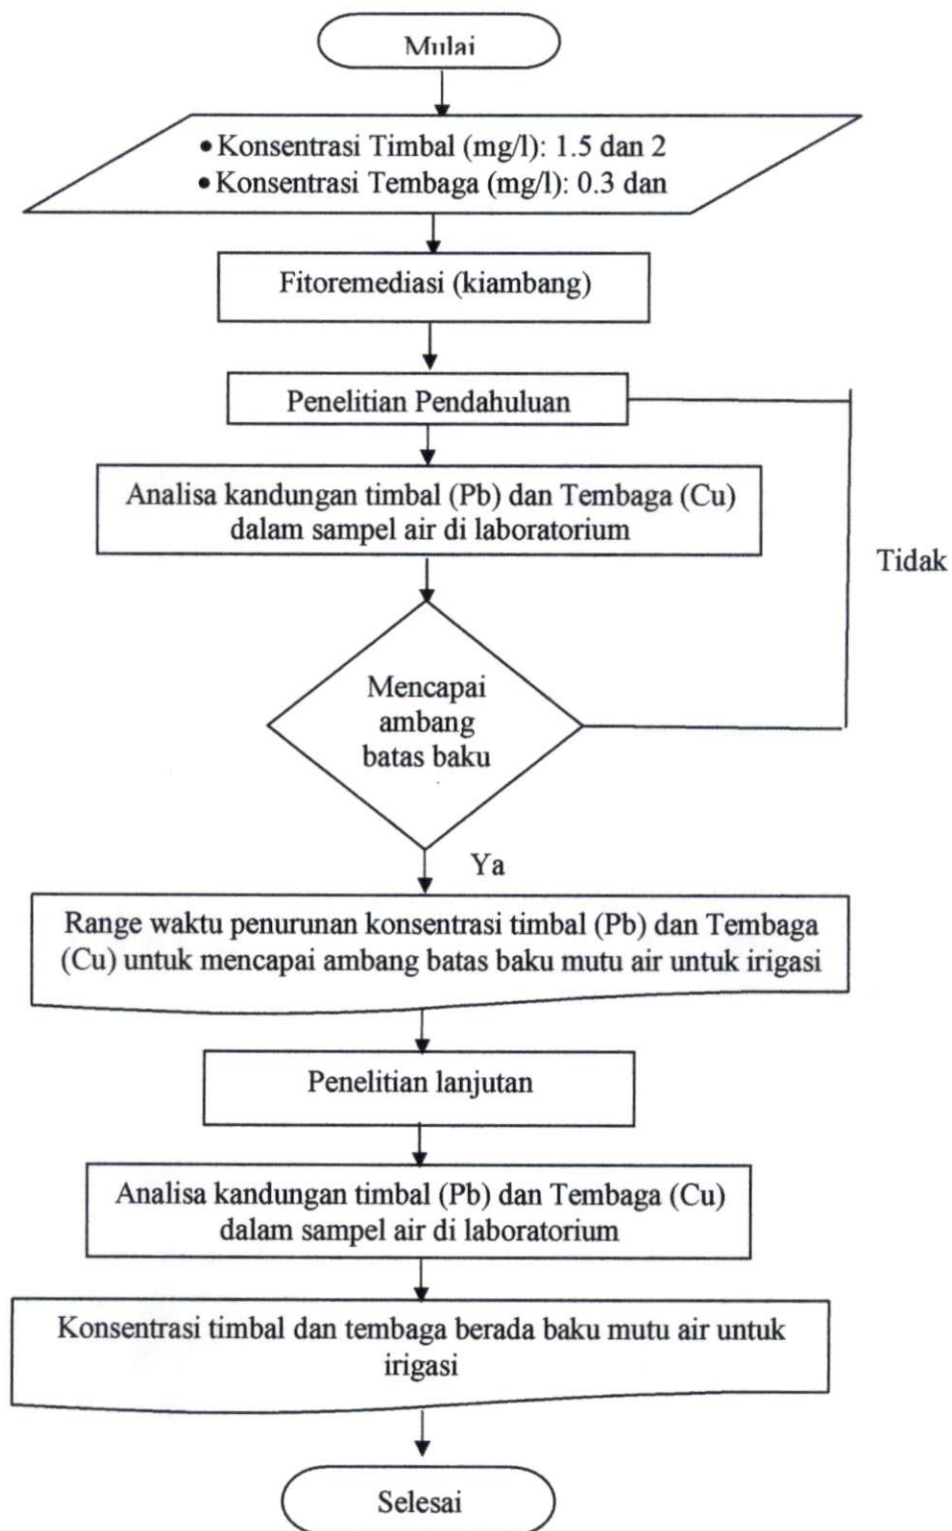 Mulai
• Konsentrasi Timbal (mg/l): 1.5 dan 2
• Konsentrasi Tembaga (mg/l): 0.3 dan
Fitoremediasi (kiambang)
Penelitian Pendahuluan
Analisa kandungan timbal (Pb) dan Tembaga (Cu)
dalam sampel air di laboratorium
Tidak
Mencapai
ambang
batas baku
Ya
Range waktu penurunan konsentrasi timbal (Pb) dan Tembaga
(Cu) untuk mencapai ambang batas baku mutu air untuk irigasi
Penelitian lanjutan
Analisa kandungan timbal (Pb) dan Tembaga (Cu)
dalam sampel air di laboratorium
Konsentrasi timbal dan tembaga berada baku mutu air untuk
irigasi
Selesai